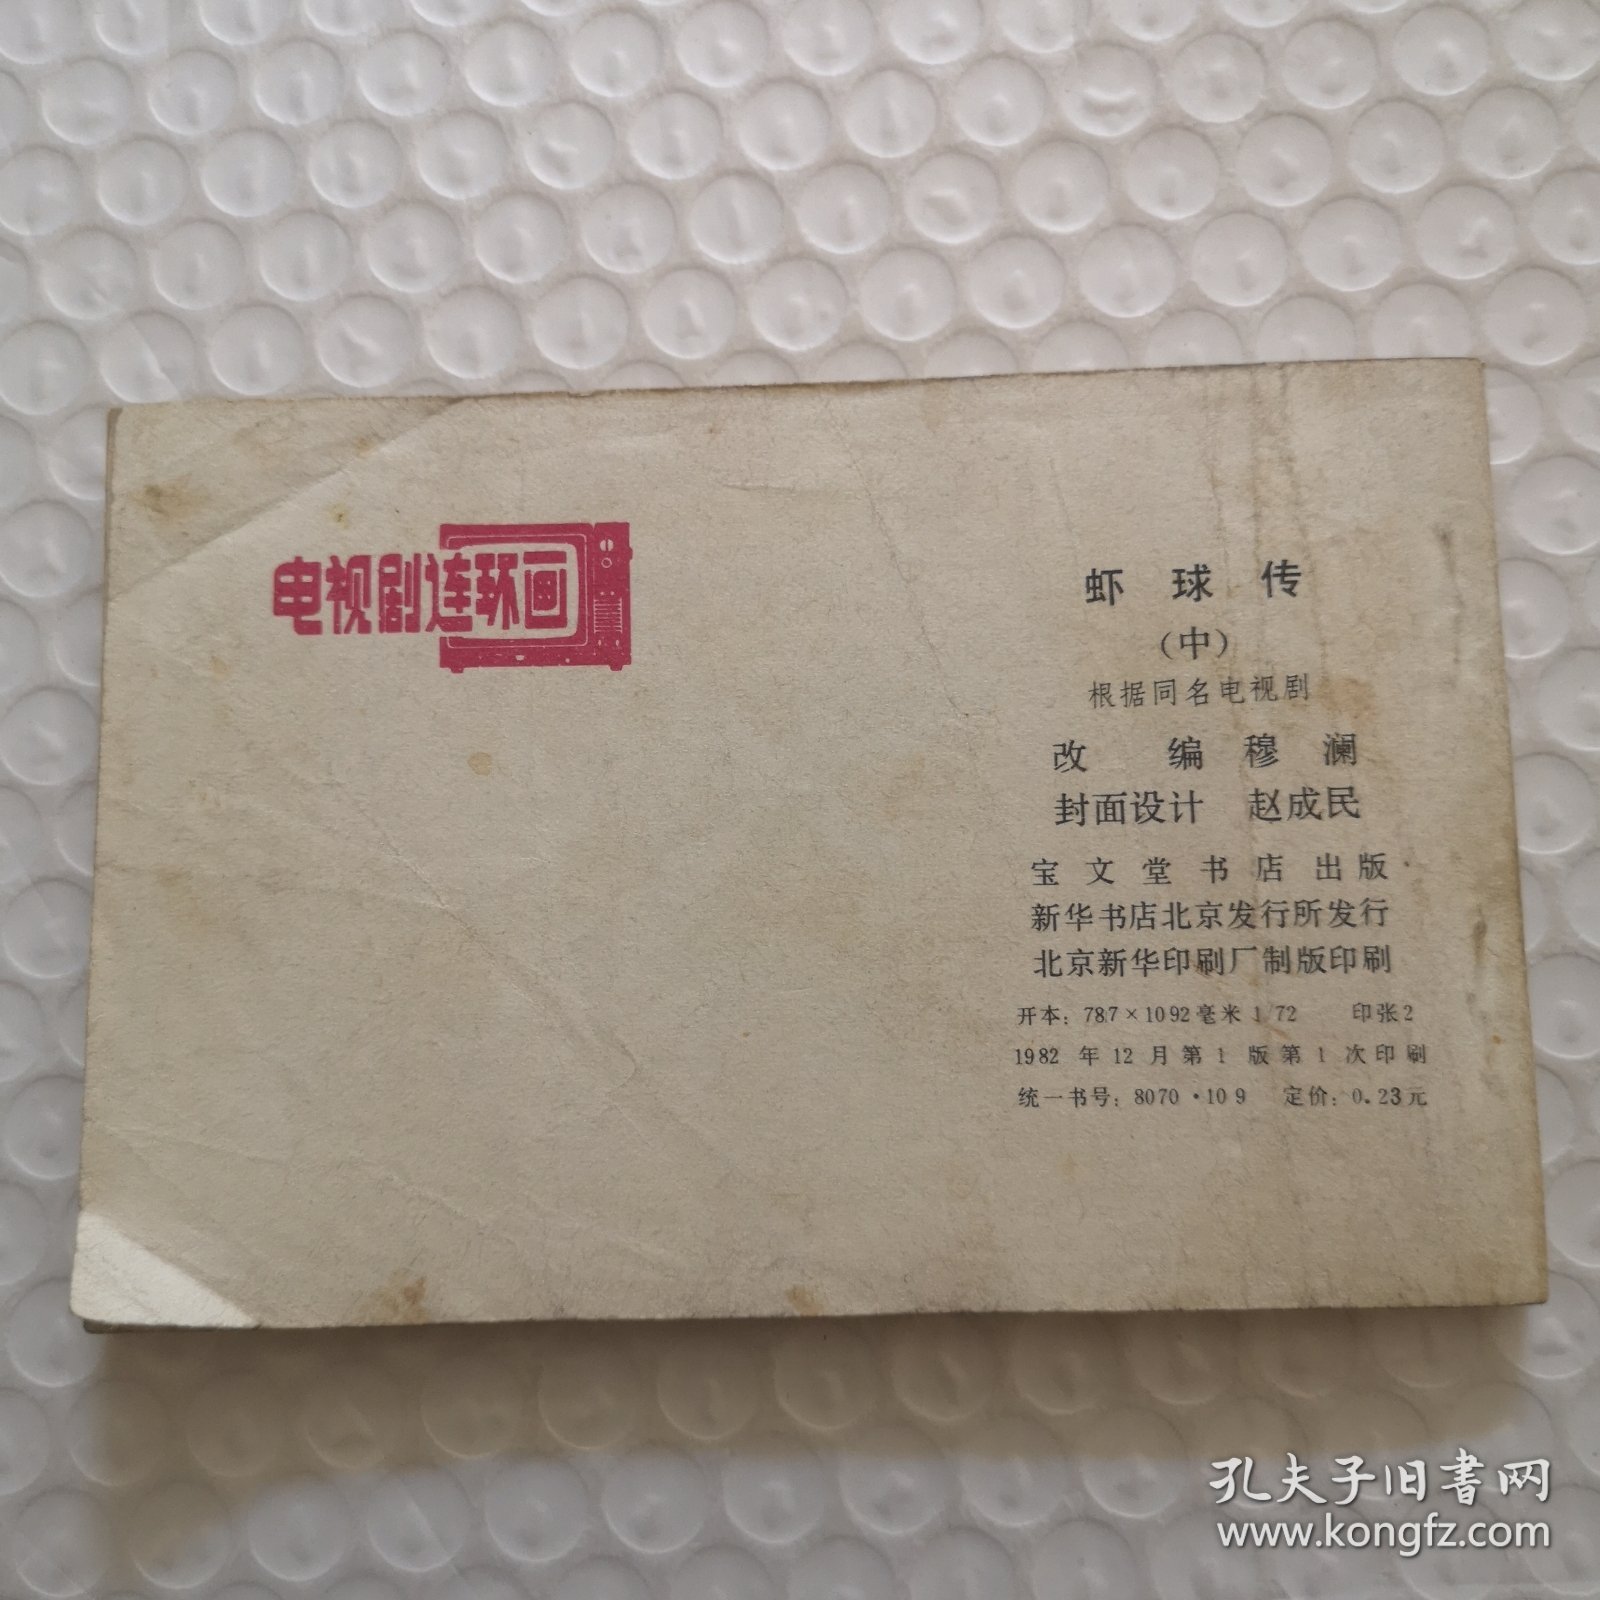 电视剧连环画
虾球传
（中）
根据同名电视剧
改编 穆澜
封面设计 赵成民
宝文堂书店出版
新华书店北京发行所发行
北京新华印刷厂制版印刷
开本：787×1092毫米1/72 印张2
1982年12月第1版第1次印刷
统一书号：8070·109 定价：0.23元
孔夫子旧书网
www.kongfz.com